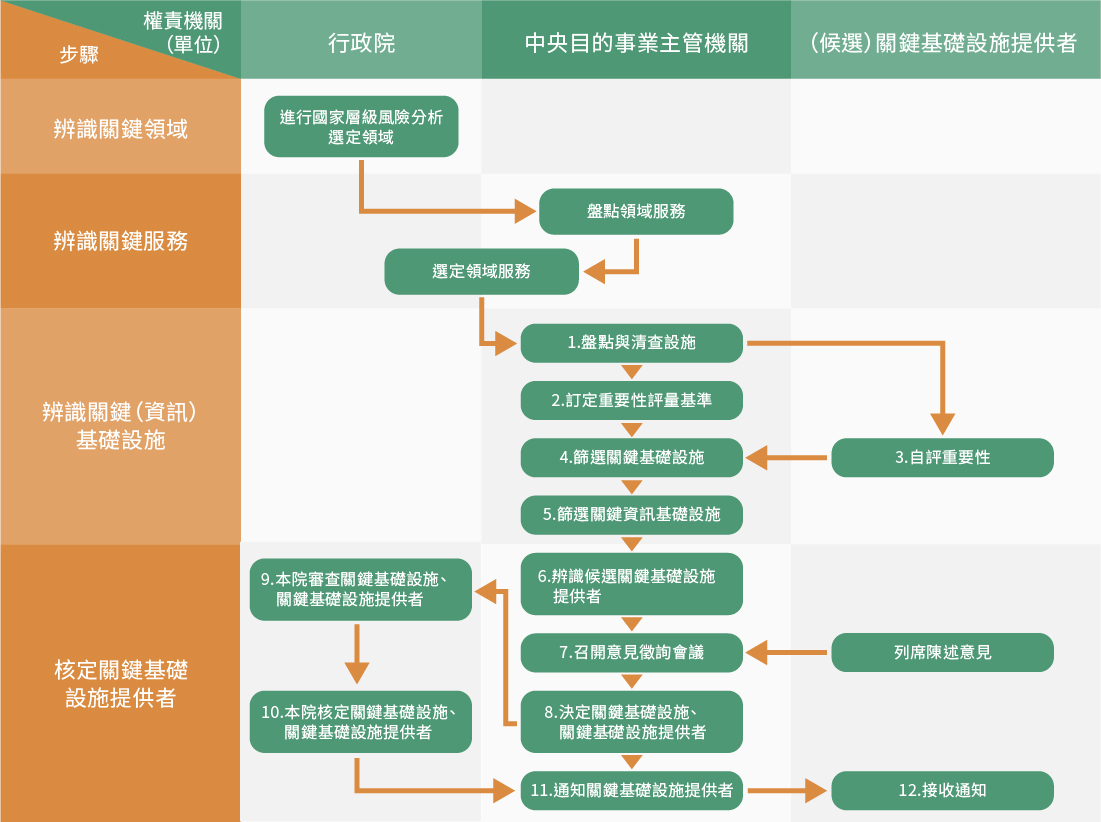 權責機關
(單位)
步驟
行政院
中央目的事業主管機關
(候選)關鍵基礎設施提供者
辨識關鍵領域
進行國家層級風險分析
選定領域
辨識關鍵服務
盤點領域服務
選定領域服務
辨識關鍵(資訊)
基礎設施
1.盤點與清查設施
2.訂定重要性評量基準
4.篩選關鍵基礎設施
3.自評重要性
5.篩選關鍵資訊基礎設施
核定關鍵基礎
設施提供者
9.本院審查關鍵基礎設施、
關鍵基礎設施提供者
6.辨識候選關鍵基礎設施
提供者
7.召開意見徵詢會議
列席陳述意見
10.本院核定關鍵基礎設施、
關鍵基礎設施提供者
8.決定關鍵基礎設施、
關鍵基礎設施提供者
11.通知關鍵基礎設施提供者
12.接收通知